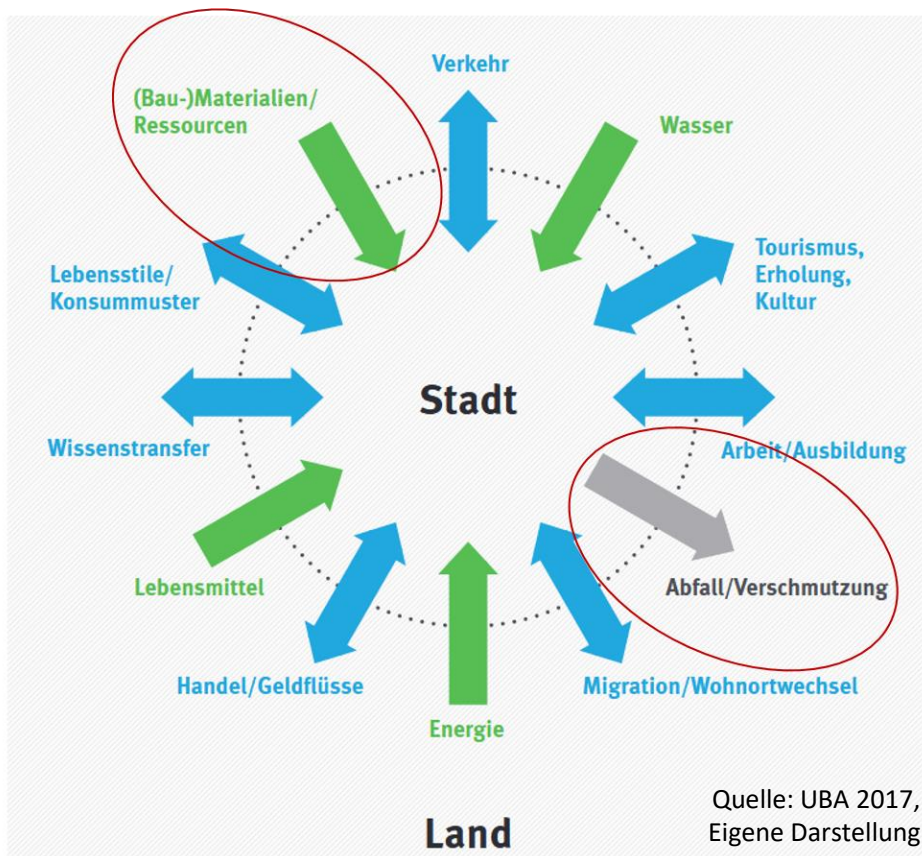 Verkehr
(Bau-)Materialien/
Ressourcen
Wasser
Tourismus,
Erholung,
Kultur
Lebensstile/
Konsummuster
Stadt
Wissenstransfer
Arbeit/Ausbildung
Lebensmittel
Abfall/Verschmutzung
Handel/Geldflüsse
Migration/Wohnortwechsel
Energie
Land
Quelle: UBA 2017,
Eigene Darstellung